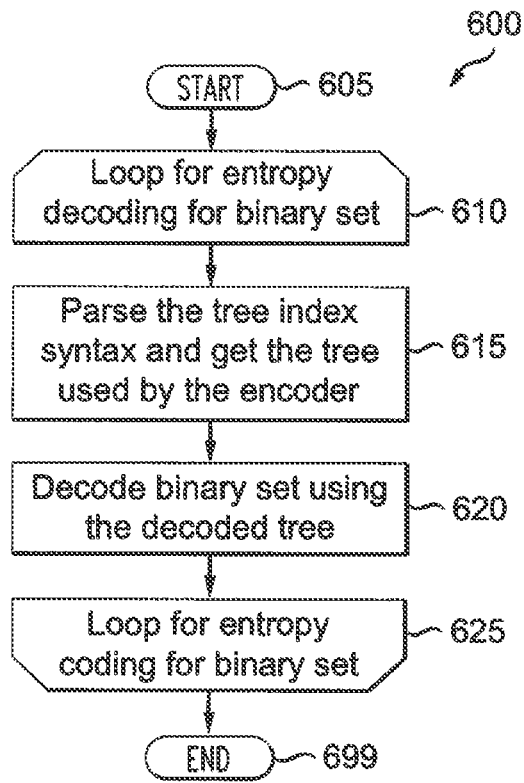 600
START 605
Loop for entropy
decoding for binary set 610
Parse the tree index
syntax and get the tree 615
used by the encoder
Decode binary set using
the decoded tree 620
Loop for entropy 625
coding for binary set
END 699